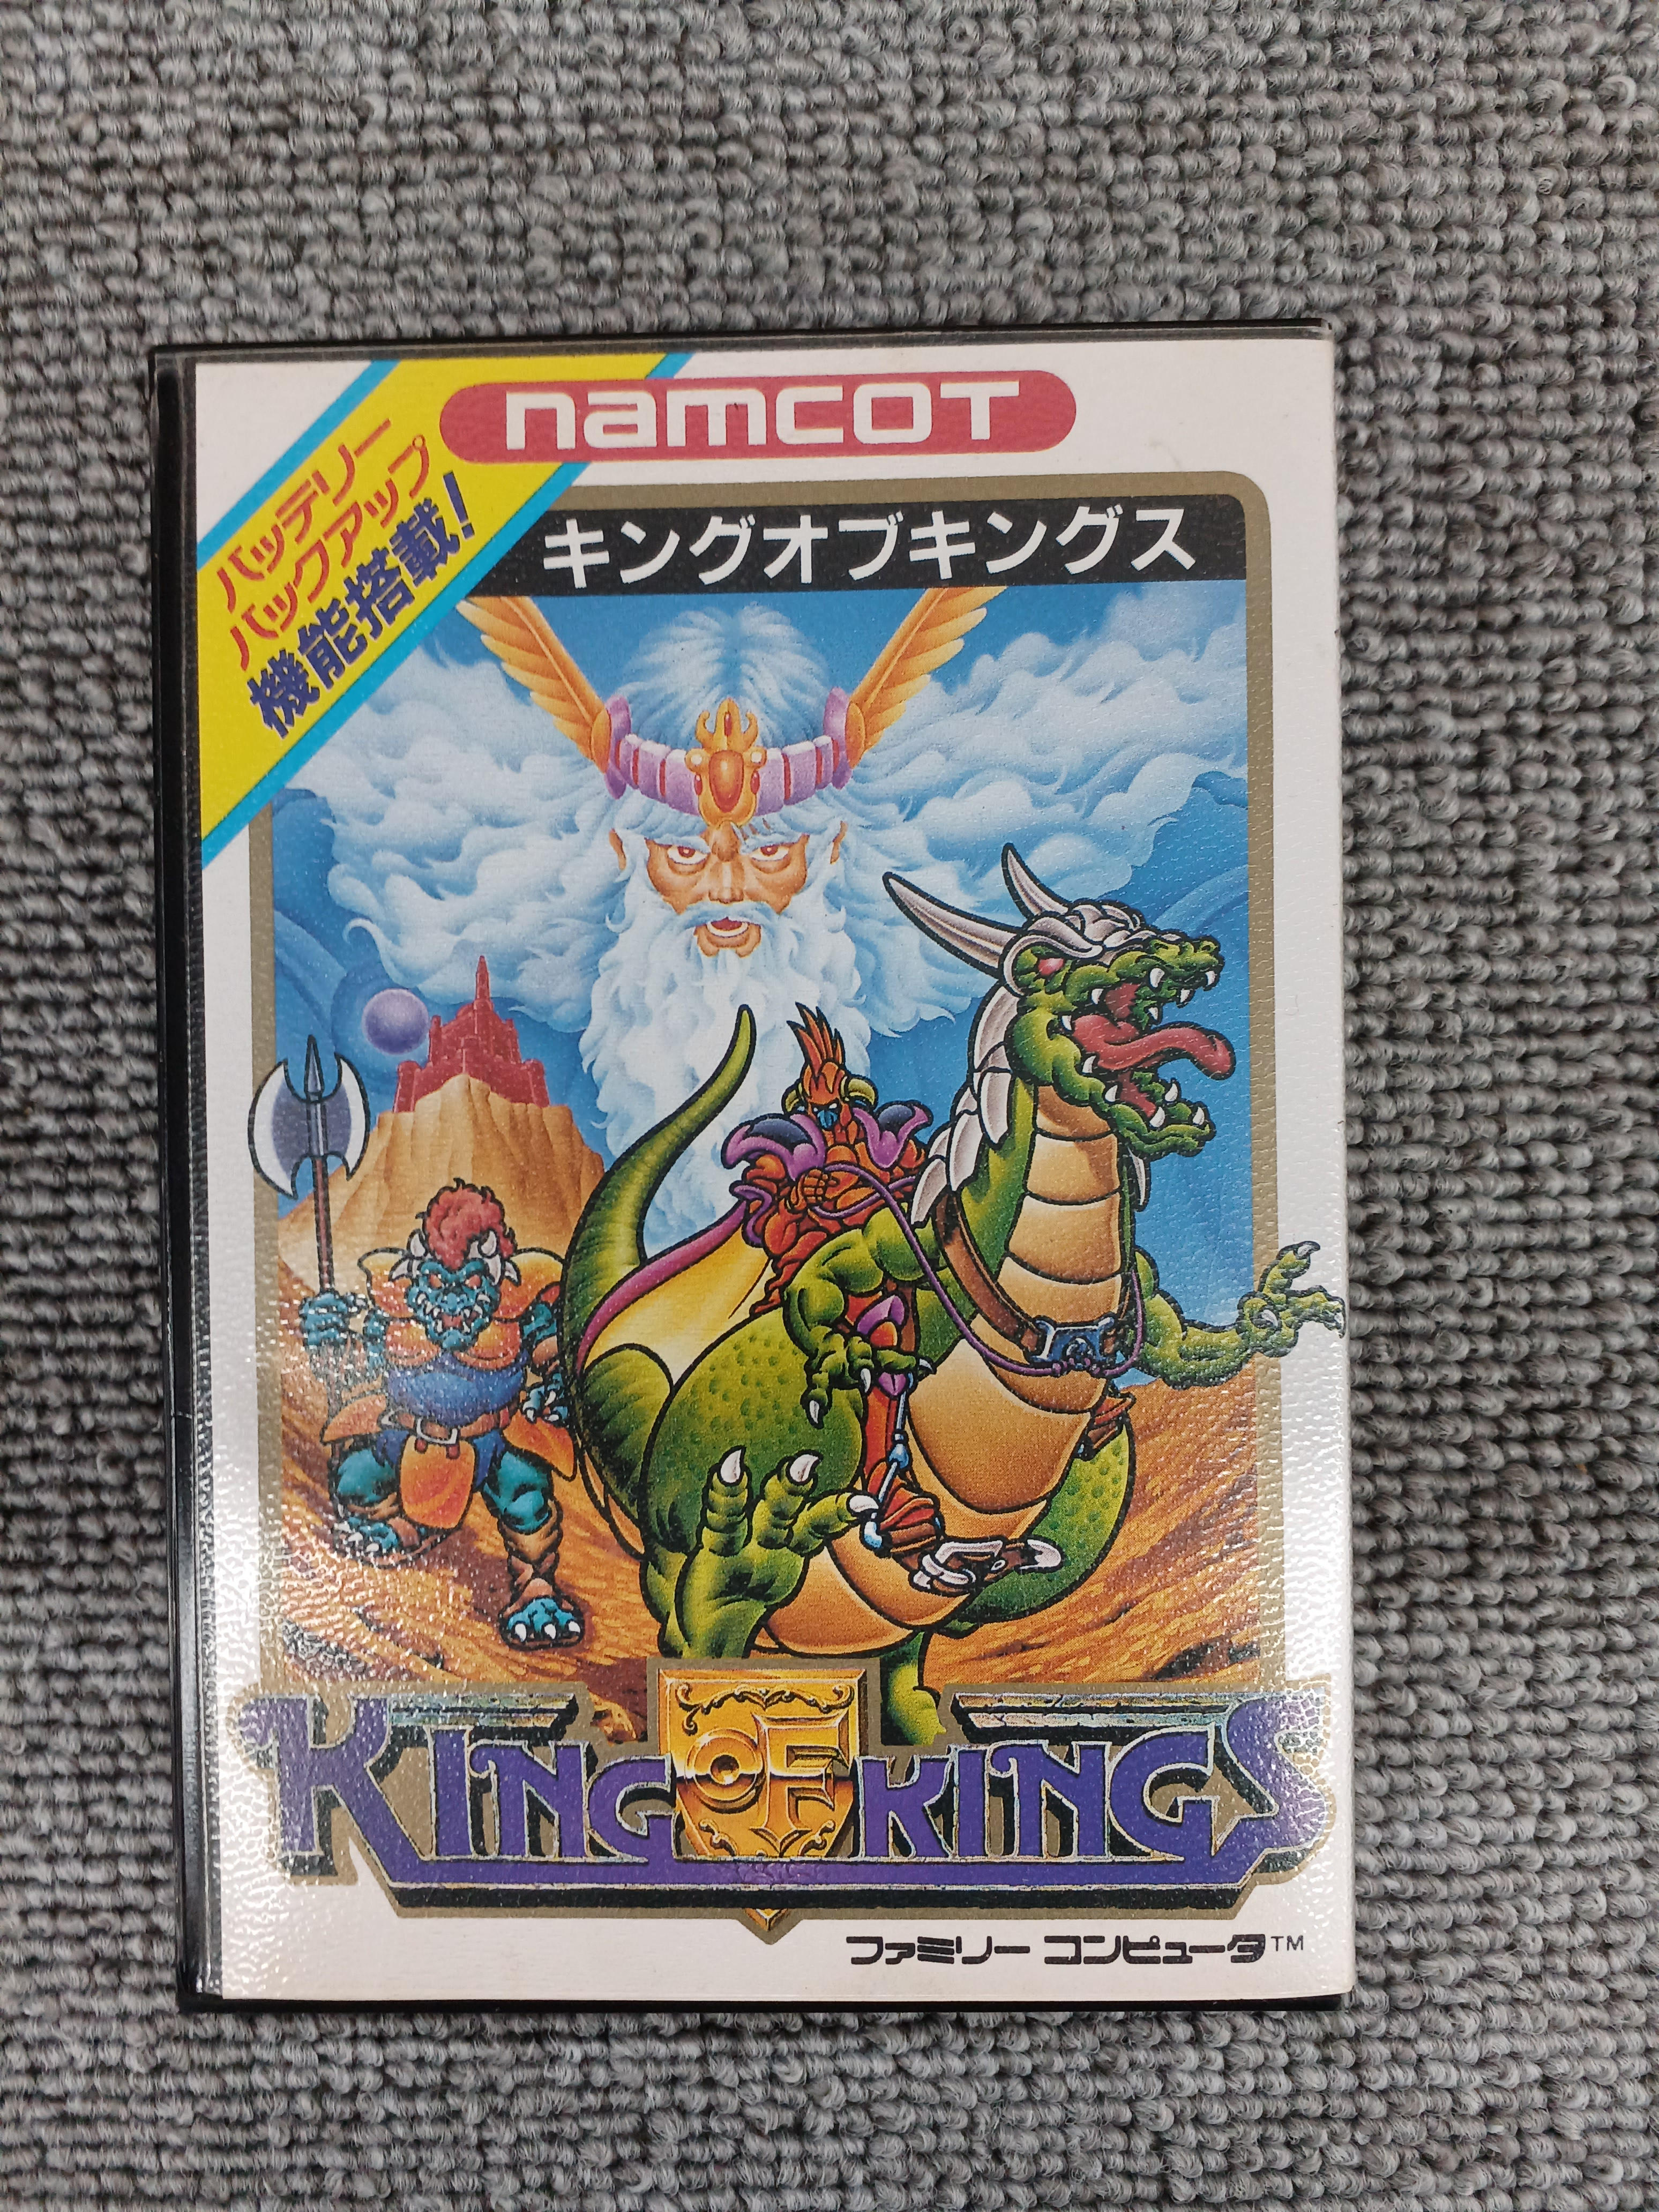 バッテリー
バックアップ
機能搭載!
namcoT
キングオブキングス
KING OF KINGS
ファミリー コンピュータ™